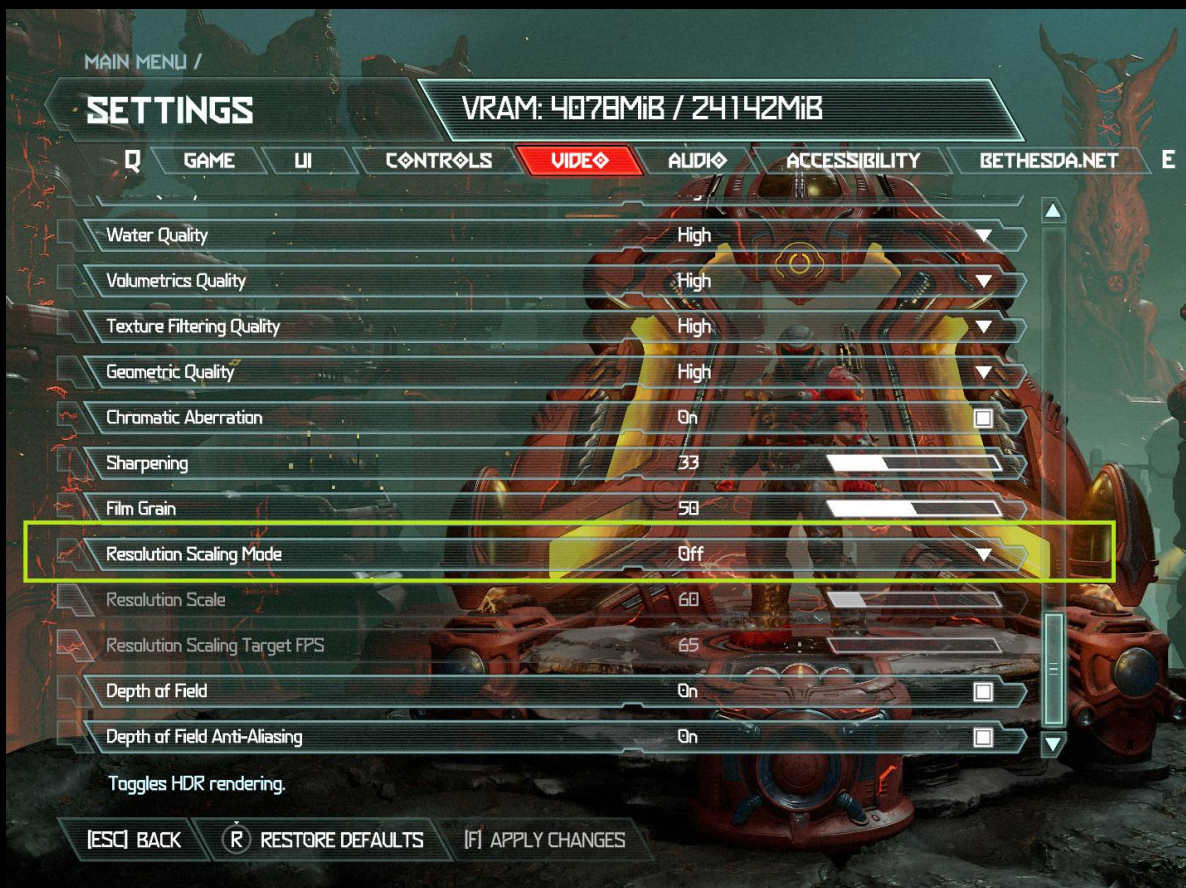 MAIN MENU /
SETTINGS
VRAM: 4078MiB / 24142MiB
Q GAME UI CONTROLS VIDEO AUDIO ACCESSIBILITY BETHESDA.NET E
Water Quality High
Volumetrics Quality High
Texture Filtering Quality High
Geometric Quality High
Chromatic Aberration On
Sharpening 33
Film Grain 50
Resolution Scaling Mode Off
Resolution Scale 60
Resolution Scaling Target FPS 65
Depth of Field On
Depth of Field Anti-Aliasing On
Toggles HDR rendering.
[ESC] BACK R RESTORE DEFAULTS [F] APPLY CHANGES